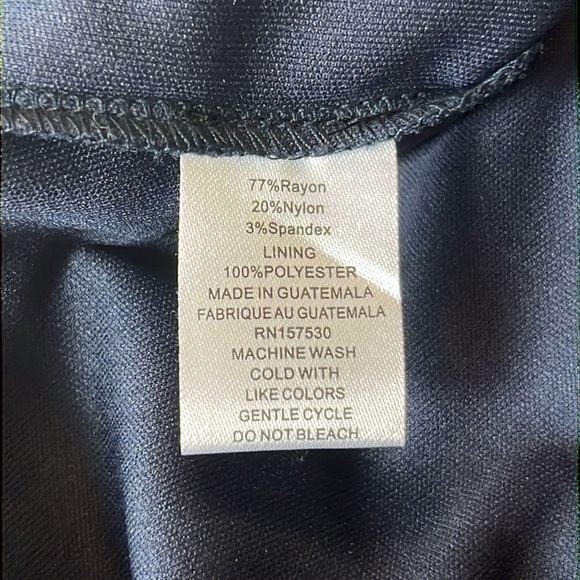 77%Rayon
20%Nylon
3%Spandex
LINING
100%POLYESTER
MADE IN GUATEMALA
FABRIQUE AU GUATEMALA
RN157530
MACHINE WASH
COLD WITH
LIKE COLORS
GENTLE CYCLE
DO NOT BLEACH